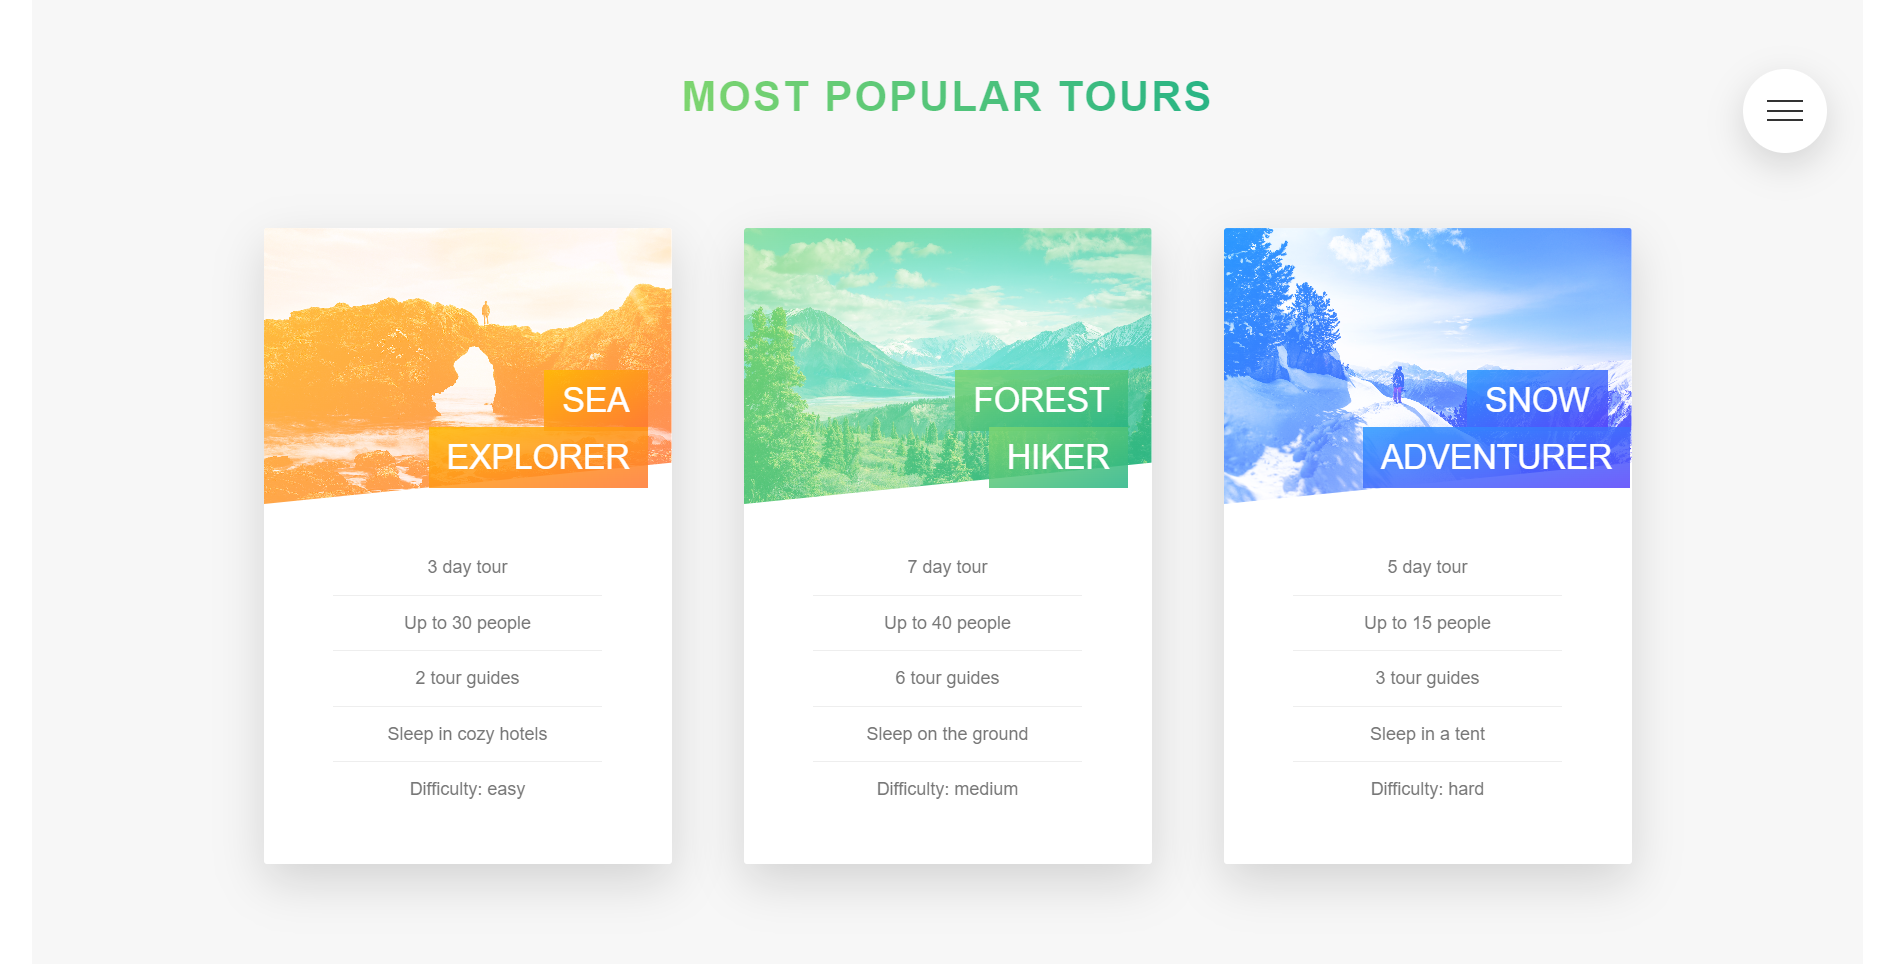 MOST POPULAR TOURS
SEA
EXPLORER
3 day tour
Up to 30 people
2 tour guides
Sleep in cozy hotels
Difficulty: easy
FOREST
HIKER
7 day tour
Up to 40 people
6 tour guides
Sleep on the ground
Difficulty: medium
SNOW
ADVENTURER
5 day tour
Up to 15 people
3 tour guides
Sleep in a tent
Difficulty: hard